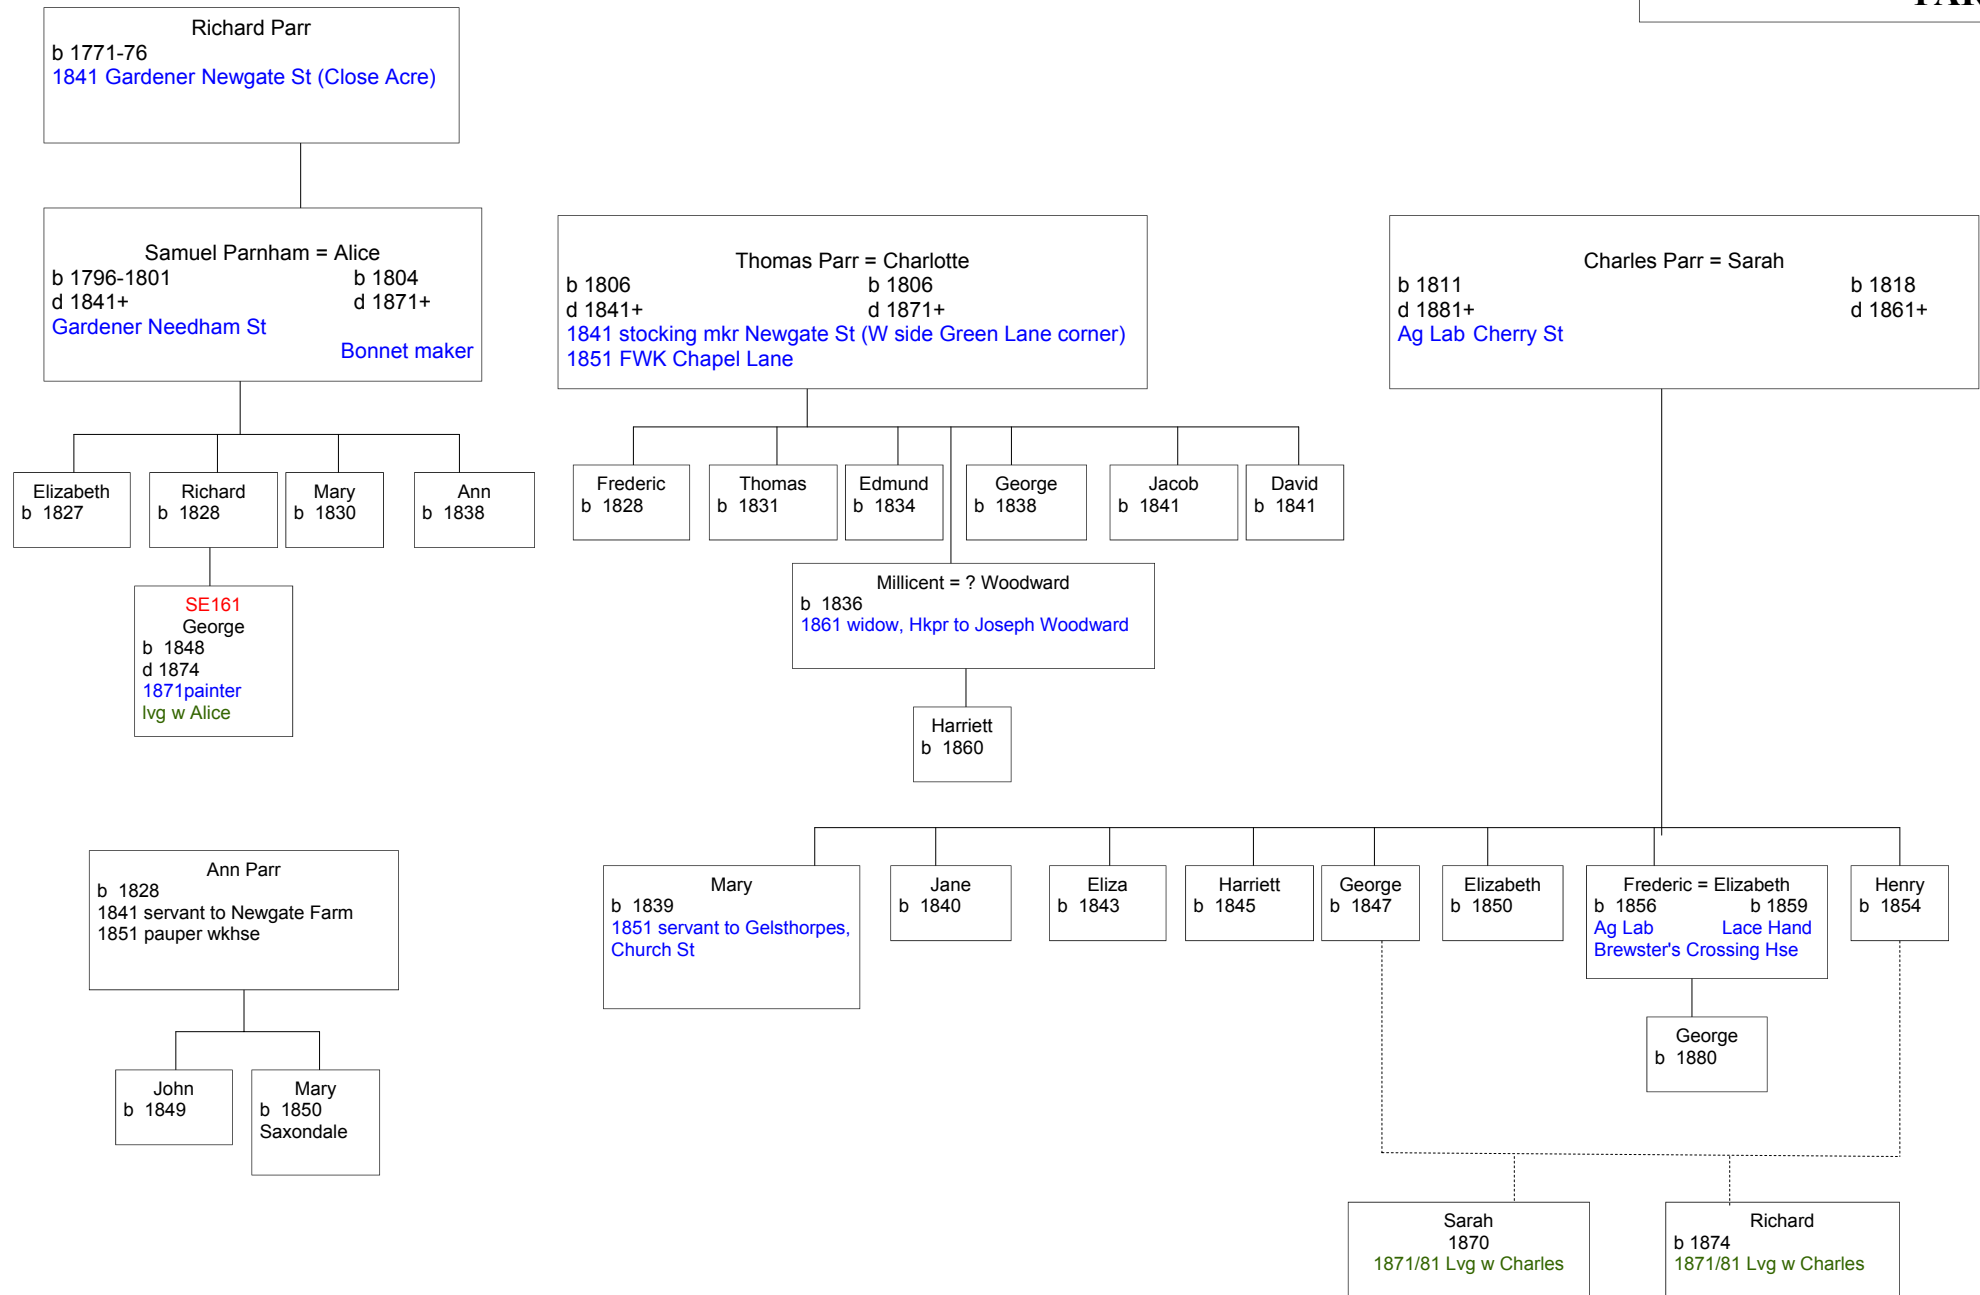 Richard Parr
b 1771-76
1841 Gardener Newgate St (Close Acre)
Samuel Parnham = Alice
b 1796-1801 b 1804
d 1841+ d 1871+
Gardener Needham St
Bonnet maker
Thomas Parr = Charlotte
b 1806 b 1806
d 1841+ d 1871+
1841 stocking mkr Newgate St (W side Green Lane corner)
1851 FWK Chapel Lane
Charles Parr = Sarah
b 1811 b 1818
d 1881+ d 1861+
Ag Lab Cherry St
Elizabeth
b 1827
Richard
b 1828
Mary
b 1830
Ann
b 1838
Frederic
b 1828
Thomas
b 1831
Edmund
b 1834
George
b 1838
Jacob
b 1841
David
b 1841
SE161
George
b 1848
d 1874
1871painter
lvg w Alice
Millicent = ? Woodward
b 1836
1861 widow, Hkpr to Joseph Woodward
Harriett
b 1860
Ann Parr
b 1828
1841 servant to Newgate Farm
1851 pauper wkhse
John
b 1849
Mary
b 1850
Saxondale
Mary
b 1839
1851 servant to Gelsthorpes,
Church St
Jane
b 1840
Eliza
b 1843
Harriett
b 1845
George
b 1847
Elizabeth
b 1850
Frederic = Elizabeth
b 1856 b 1859
Ag Lab Lace Hand
Brewster's Crossing Hse
Henry
b 1854
George
b 1880
Sarah
1870
1871/81 Lvg w Charles
Richard
b 1874
1871/81 Lvg w Charles